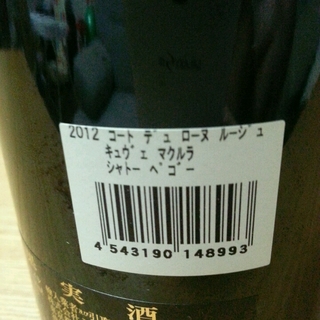 2012 コート デュ ローヌ ルージュ
キュヴェ マクルラ
シャトー ペゴー
4 543190 148993
実 酒